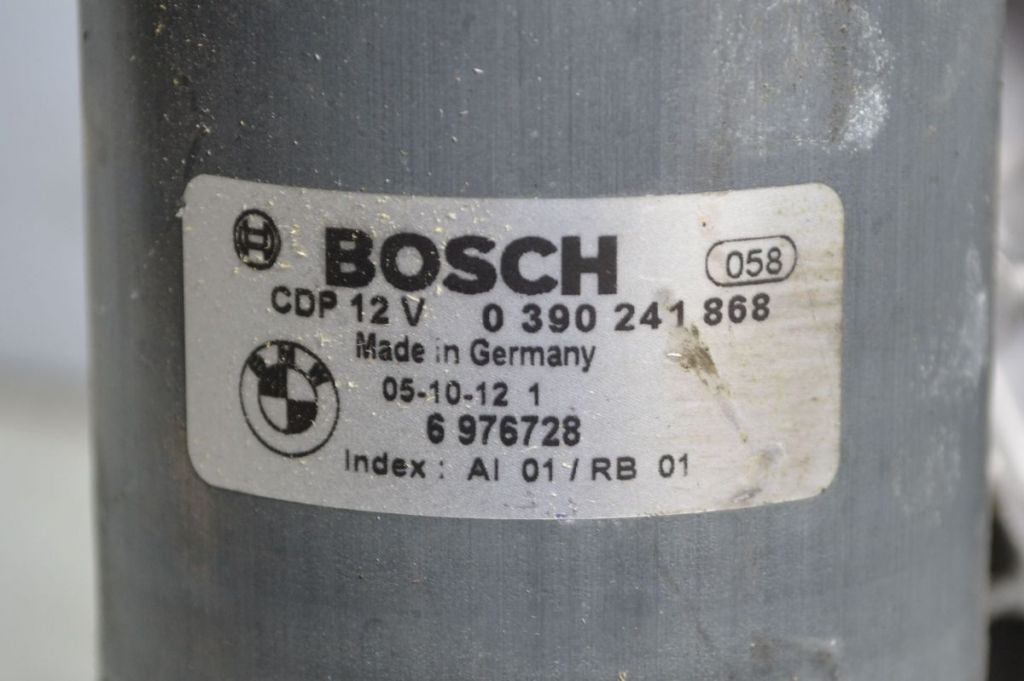 BOSCH 058
CDP 12 V 0 390 241 868
Made in Germany
BMW
05-10-12 1
6 976728
Index : AI 01 / RB 01